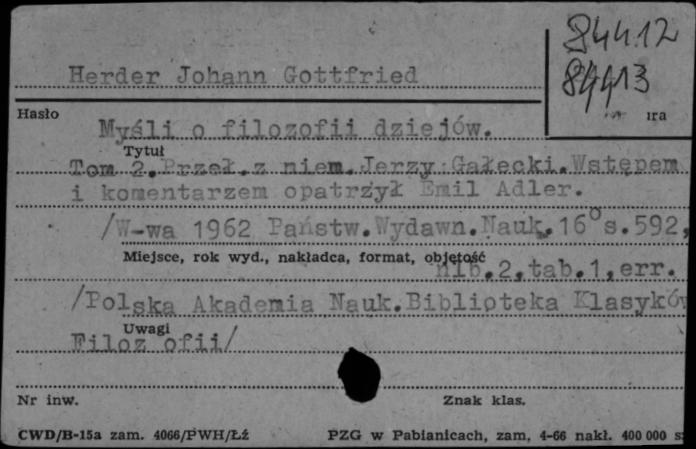 84412
84413
Herder Johann Gottfried
Hasło
Myśli o filozofii dziejów.
Tytuł
Tom 2. Przeł. z niem. Jerzy Gałecki. Wstępem
i komentarzem opatrzył Emil Adler.
/W-wa 1962 Państw. Wydawn. Nauk. 16° s. 592,
Miejsce, rok wyd., nakładca, format, objętość
nlb. 2, tab. 1, err.
/Polska Akademia Nauk. Biblioteka Klasyków
Uwagi
Filoz ofii/
Nr inw. Znak klas.
CWD/B-15a zam. 4066/PWH/Łź PZG w Pabianicach, zam, 4-66 nakł. 400 000